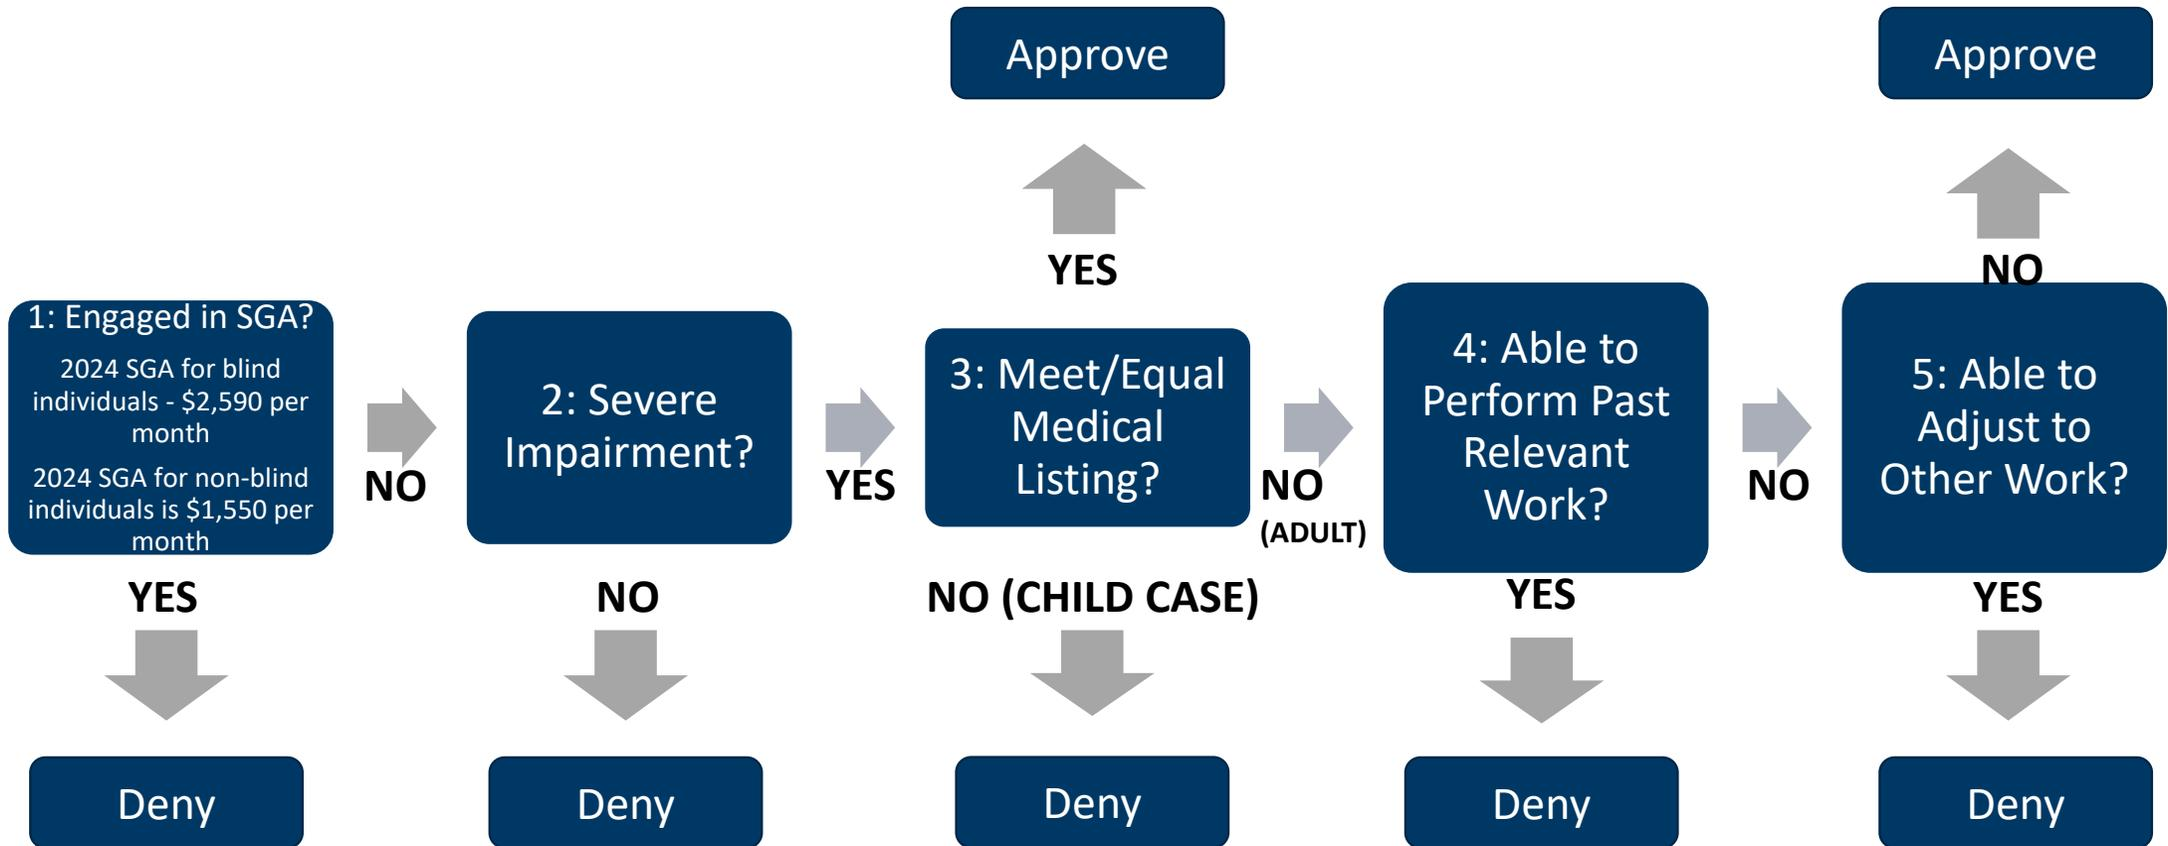 Approve
Approve
YES
NO
1: Engaged in SGA?
2024 SGA for blind
individuals - $2,590 per
month
2024 SGA for non-blind
individuals is $1,550 per
month
NO
2: Severe
Impairment?
YES
3: Meet/Equal
Medical
Listing?
NO
(ADULT)
4: Able to
Perform Past
Relevant
Work?
NO
5: Able to
Adjust to
Other Work?
YES
NO
NO (CHILD CASE)
YES
YES
Deny
Deny
Deny
Deny
Deny